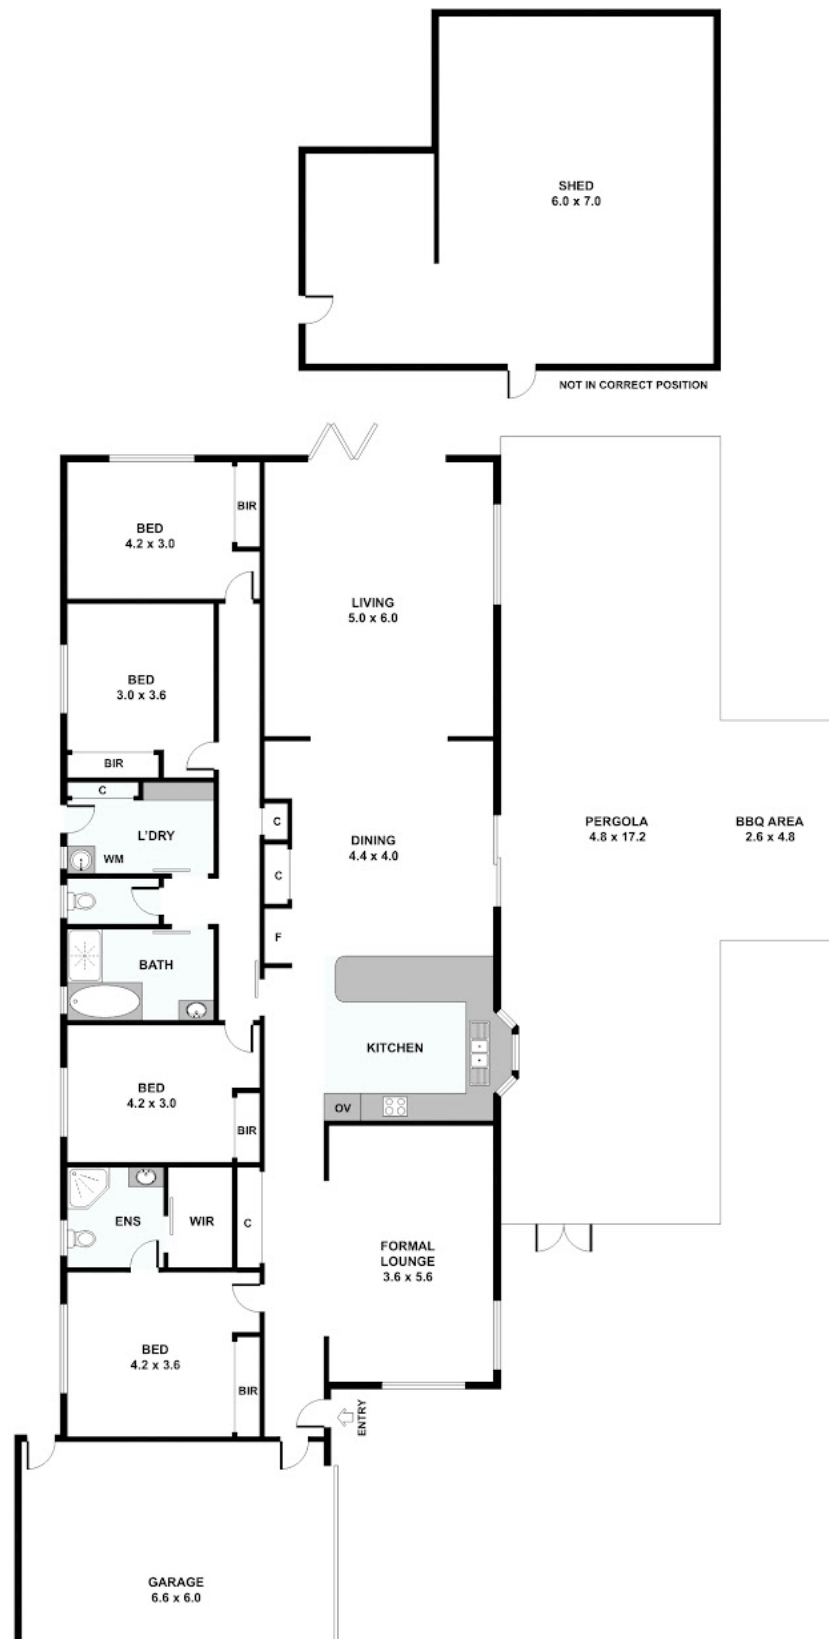 SHED
6.0 x 7.0
NOT IN CORRECT POSITION
BIR
BED
4.2 x 3.0
LIVING
5.0 x 6.0
BED
3.0 x 3.6
BIR
C
L'DRY
WM
C
C
F
DINING
4.4 x 4.0
PERGOLA
4.8 x 17.2
BBQ AREA
2.6 x 4.8
BATH
KITCHEN
OV
BED
4.2 x 3.0
BIR
ENS
WIR
C
FORMAL
LOUNGE
3.6 x 5.6
BED
4.2 x 3.6
BIR
ENTRY
GARAGE
6.6 x 6.0